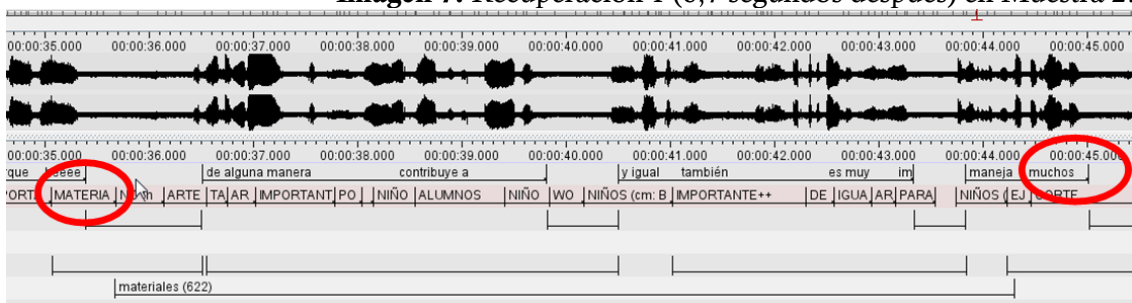 Imagen 7. Recuperación 1 (6,7 segundos después) en Muestra 2.
00:00:35.000 00:00:36.000 00:00:37.000 00:00:38.000 00:00:39.000 00:00:40.000 00:00:41.000 00:00:42.000 00:00:43.000 00:00:44.000 00:00:45.000
00:00:35.000 00:00:36.000 00:00:37.000 00:00:38.000 00:00:39.000 00:00:40.000 00:00:41.000 00:00:42.000 00:00:43.000 00:00:44.000 00:00:45.000
rque eeee de alguna manera contribuye a y igual también es muy im maneja muchos
PORT MATERIA ARTE TA AR IMPORTANT PO NIÑO ALUMNOS NIÑO WO NIÑOS (cm: B IMPORTANTE++ DE IGUA AR PARA NIÑOS ( EJ CORTE
materiales (622)